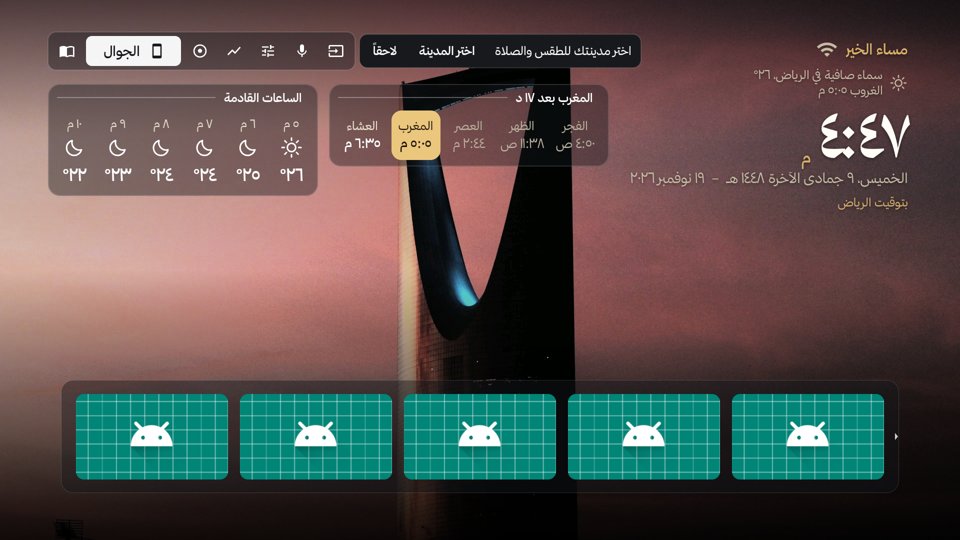 مساء الخير
سماء صافية في الرياض، ٢٦°
الغروب ٥:٠٥ م
٤:٤٧ م
الخميس، ٩ جمادى الآخرة ١٤٤٨ هـ – ١٩ نوفمبر ٢٠٢٦
بتوقيت الرياض
اختر مدينتك للطقس والصلاة اختر المدينة لاحقاً
الجوال
المغرب بعد ١٧ د
الفجر الظهر العصر المغرب العشاء
٤:٥٠ ص ١١:٣٨ ص ٢:٤٤ م ٥:٠٥ م ٦:٣٥ م
الساعات القادمة
٥ م ٦ م ٧ م ٨ م ٩ م ١٠ م
٢٦° ٢٥° ٢٤° ٢٤° ٢٣° ٢٢°